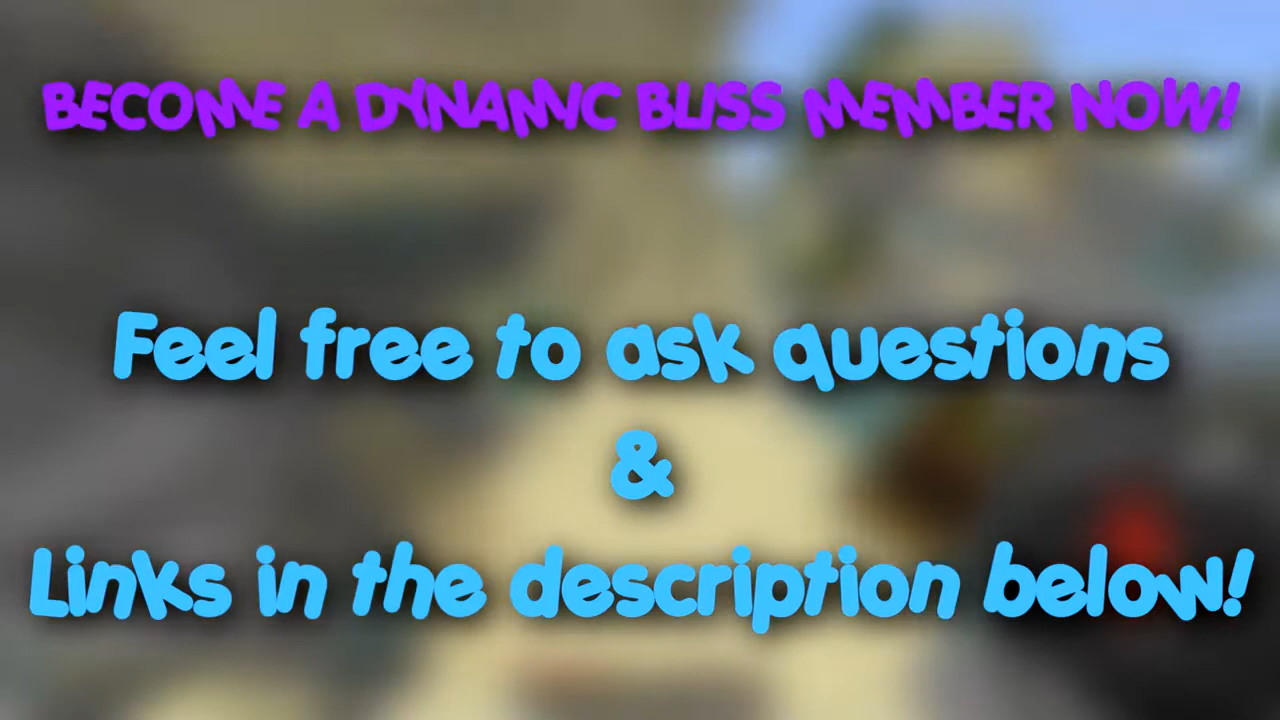 BECOME A DYNAMIC BLISS MEMBER NOW!
Feel free to ask questions
&
Links in the description below!